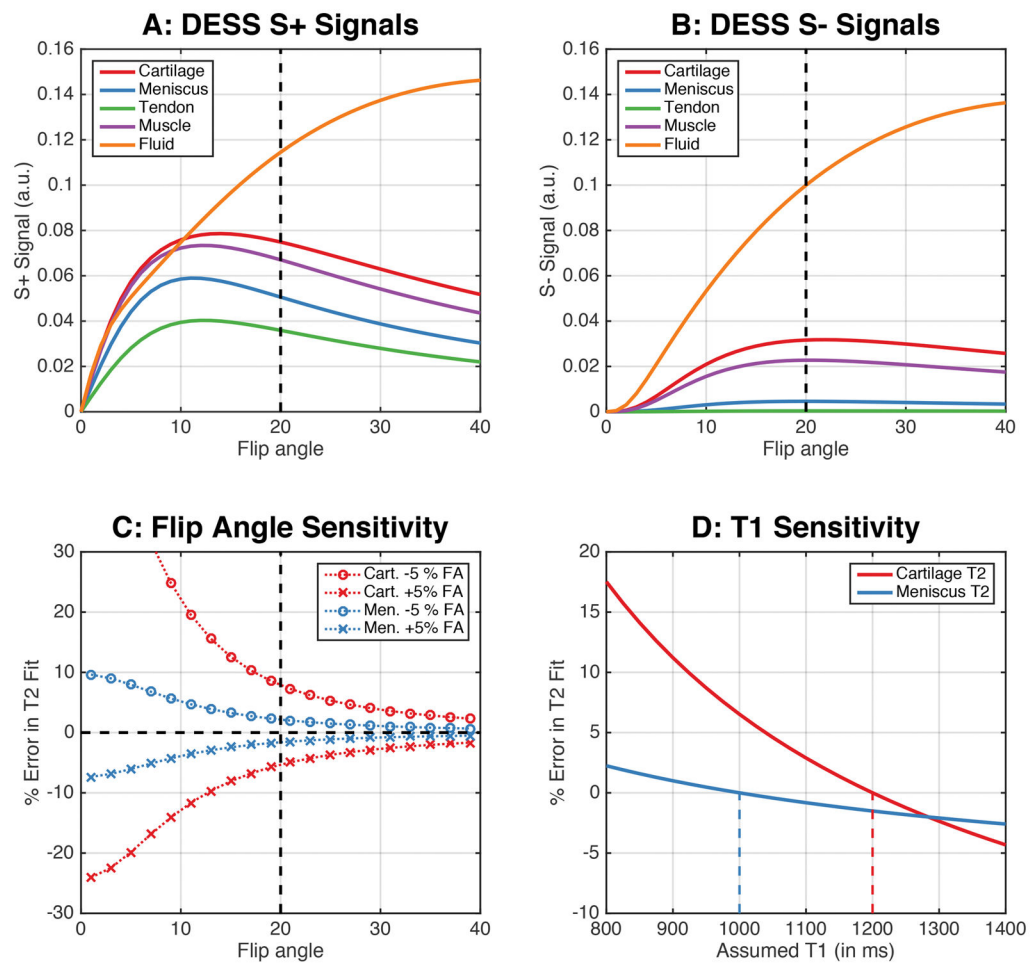 A: DESS S+ Signals
0.16
0.14
0.12
0.1
0.08
0.06
0.04
0.02
0
S+ Signal (a.u.)
Cartilage
Meniscus
Tendon
Muscle
Fluid
0 10 20 30 40
Flip angle
B: DESS S- Signals
0.16
0.14
0.12
0.1
0.08
0.06
0.04
0.02
0
S- Signal (a.u.)
Cartilage
Meniscus
Tendon
Muscle
Fluid
0 10 20 30 40
Flip angle
C: Flip Angle Sensitivity
30
20
10
0
-10
-20
-30
% Error in T2 Fit
Cart. -5 % FA
Cart. +5% FA
Men. -5 % FA
Men. +5% FA
0 10 20 30 40
Flip angle
D: T1 Sensitivity
20
15
10
5
0
-5
-10
% Error in T2 Fit
Cartilage T2
Meniscus T2
800 900 1000 1100 1200 1300 1400
Assumed T1 (in ms)